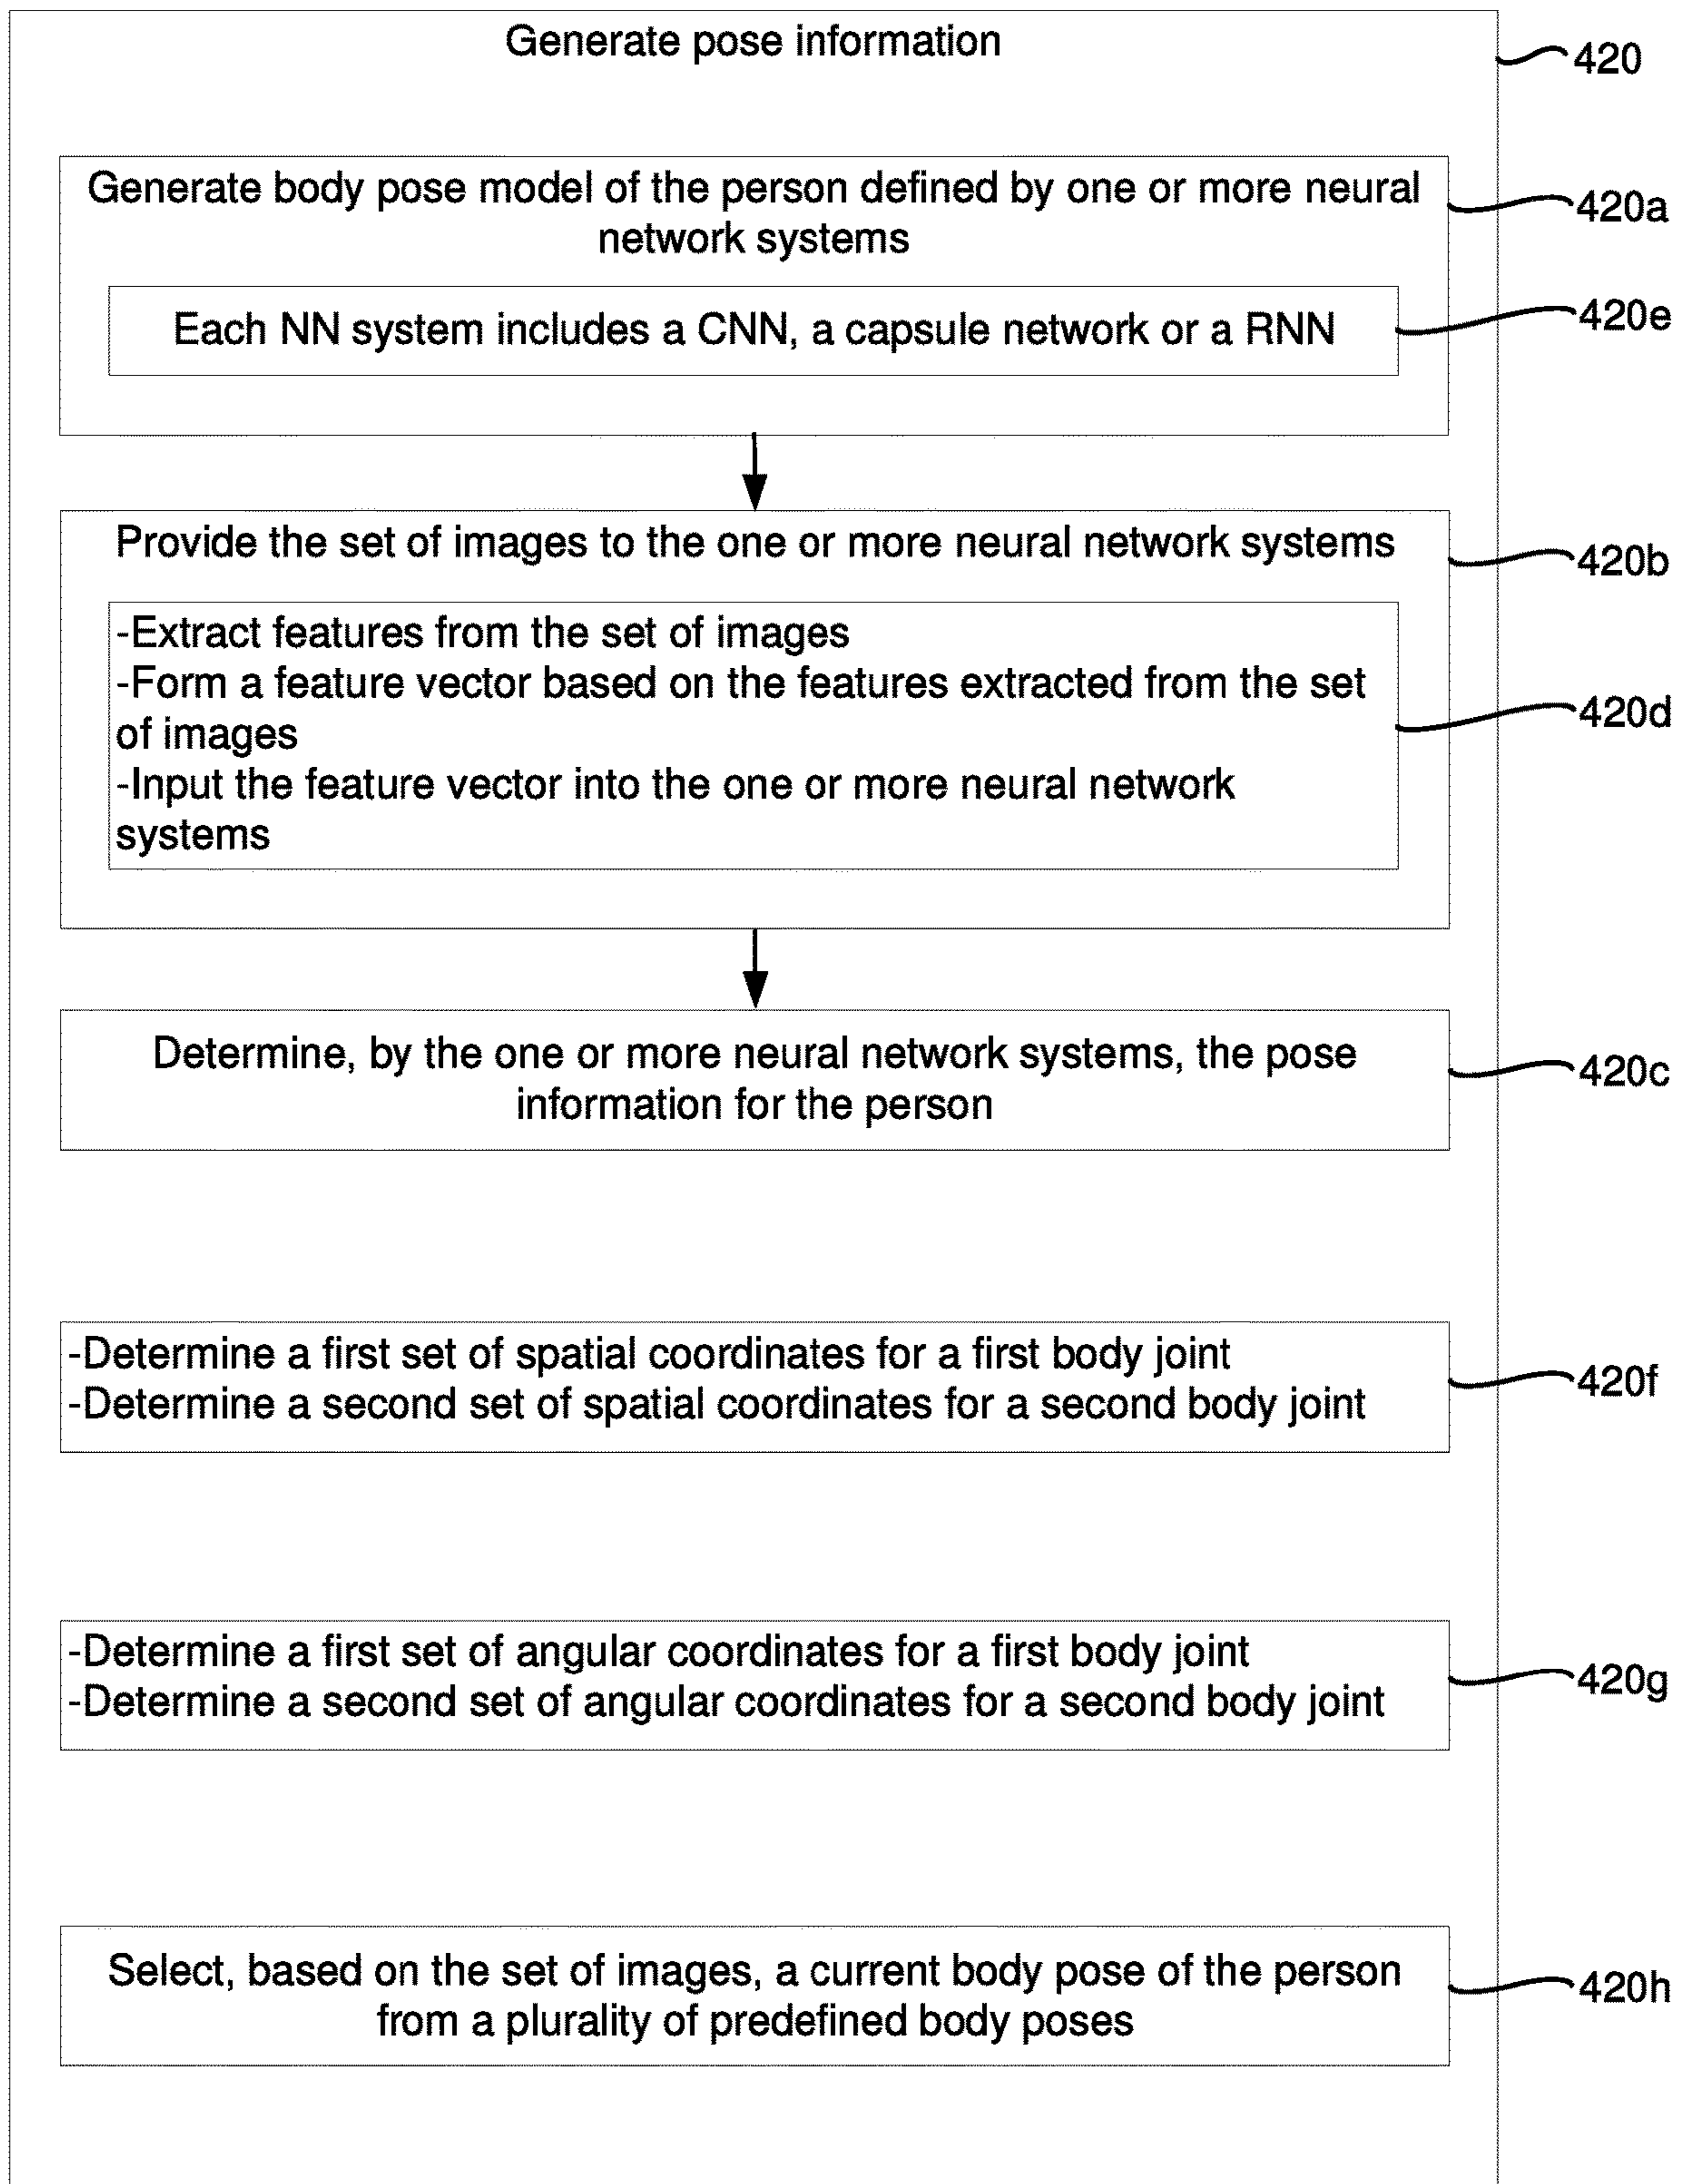 Generate pose information
420
Generate body pose model of the person defined by one or more neural
network systems
420a
Each NN system includes a CNN, a capsule network or a RNN
420e
Provide the set of images to the one or more neural network systems
420b
-Extract features from the set of images
-Form a feature vector based on the features extracted from the set
of images
-Input the feature vector into the one or more neural network
systems
420d
Determine, by the one or more neural network systems, the pose
information for the person
420c
-Determine a first set of spatial coordinates for a first body joint
-Determine a second set of spatial coordinates for a second body joint
420f
-Determine a first set of angular coordinates for a first body joint
-Determine a second set of angular coordinates for a second body joint
420g
Select, based on the set of images, a current body pose of the person
from a plurality of predefined body poses
420h